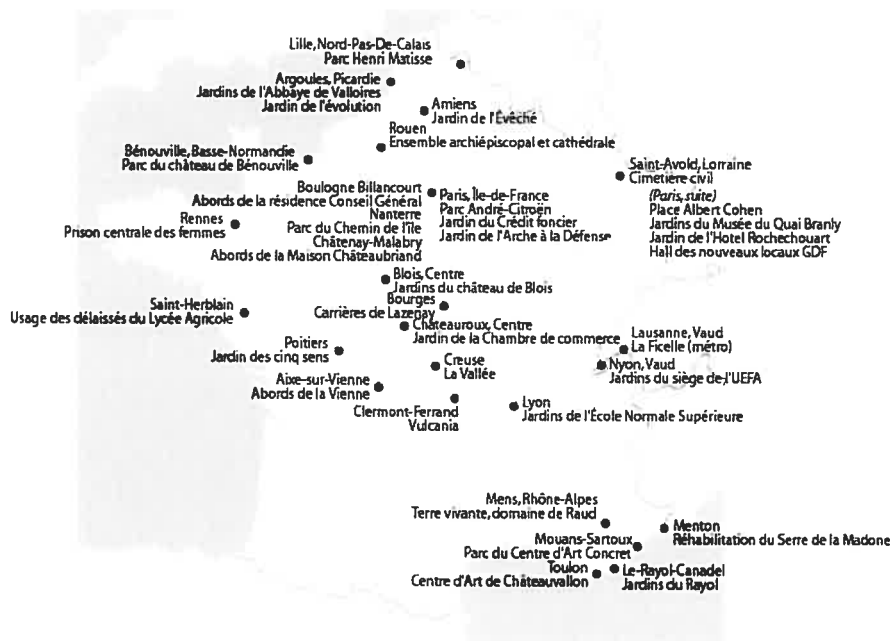 Lille, Nord-Pas-De-Calais
Parc Henri Matisse
Argoules, Picardie
Jardins de l'Abbaye de Valloires
Jardin de l'évolution
Amiens
Jardin de l'Évêché
Rouen
Ensemble archiépiscopal et cathédrale
Bénouville, Basse-Normandie
Parc du château de Bénouville
Saint-Avold, Lorraine
Cimetière civil
(Paris, suite)
Place Albert Cohen
Jardins du Musée du Quai Branly
Jardin de l'Hotel Rochechouart
Hall des nouveaux locaux GDF
Boulogne Billancourt
Abords de la résidence Conseil Général
Nanterre
Parc du Chemin de l'île
Châtenay-Malabry
Abords de la Maison Châteaubriand
Paris, Île-de-France
Parc André-Citroën
Jardin du Crédit foncier
Jardin de l'Arche à la Défense
Rennes
Prison centrale des femmes
Blois, Centre
Jardins du château de Blois
Bourges
Carrières de Lazenay
Saint-Herblain
Usage des délaissés du Lycée Agricole
Châteauroux, Centre
Jardin de la Chambre de commerce
Lausanne, Vaud
La Ficelle (métro)
Poitiers
Jardin des cinq sens
Creuse
La Vallée
Nyon, Vaud
Jardins du siège de l'UEFA
Aixe-sur-Vienne
Abords de la Vienne
Clermont-Ferrand
Vulcania
Lyon
Jardins de l'École Normale Supérieure
Mens, Rhône-Alpes
Terre vivante, domaine de Raud
Menton
Réhabilitation du Serre de la Madone
Mouans-Sartoux
Parc du Centre d'Art Concret
Toulon
Centre d'Art de Châteauvallon
Le-Rayol-Canadel
Jardins du Rayol